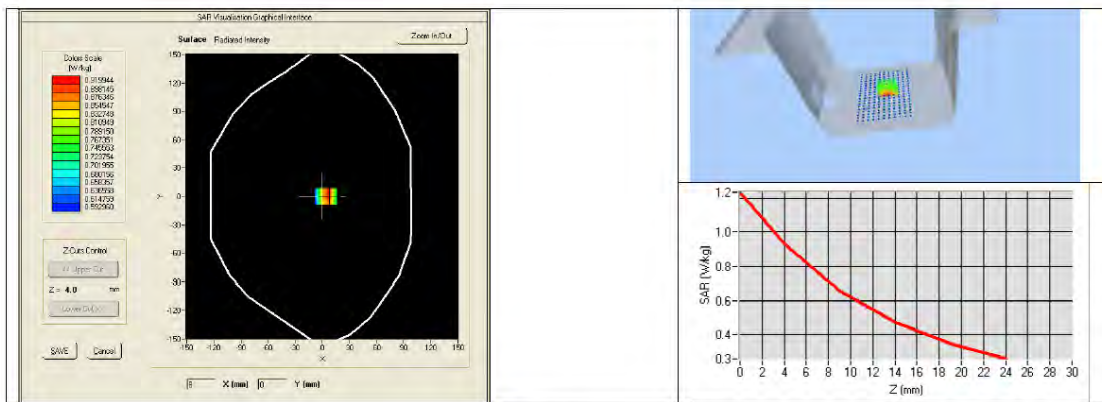 SAR Visualisation Graphical Interface
Surface Radiated Intensity
Zoom In/Out
Colors Scale
(W/kg)
0.919944
0.898145
0.876345
0.854547
0.832748
0.810949
0.789150
0.767351
0.745553
0.723754
0.701955
0.680156
0.658357
0.636558
0.614759
0.592960
150
120
90
60
30
0
-30
-60
-90
-120
-150
Y
-150 -120 -90 -60 -30 0 30 60 90 120 150
X
Z Cuts Control
Upper Cut
Z = 4.0 mm
Lower
SAVE Cancel
X (mm) 0 Y (mm)
1.2
1.0
0.8
0.6
0.4
0.3
SAR (W/kg)
0 2 4 6 8 10 12 14 16 18 20 22 24 26 28 30
Z (mm)